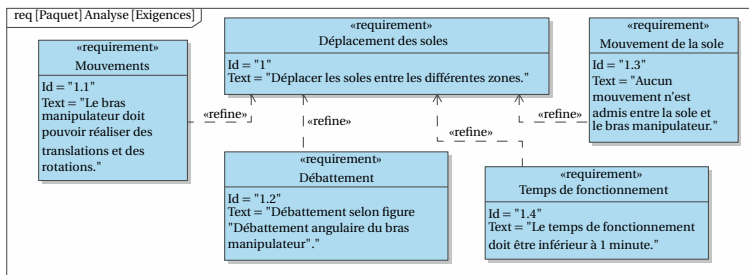 req [Paquet] Analyse [Exigences]
«requirement»
Mouvements
Id = "1.1"
Text = "Le bras
manipulateur doit
pouvoir réaliser des
translations et des
rotations."
«requirement»
Déplacement des soles
Id = "1"
Text = "Déplacer les soles entre les différentes zones."
«requirement»
Mouvement de la sole
Id = "1.3"
Text = "Aucun
mouvement n'est
admis entre la sole et
le bras manipulateur."
«refine»
«refine»
«refine»
«refine»
«requirement»
Débattement
Id = "1.2"
Text = "Débattement selon figure
"Débattement angulaire du bras
manipulateur"."
«requirement»
Temps de fonctionnement
Id = "1.4"
Text = "Le temps de fonctionnement
doit être inférieur à 1 minute."